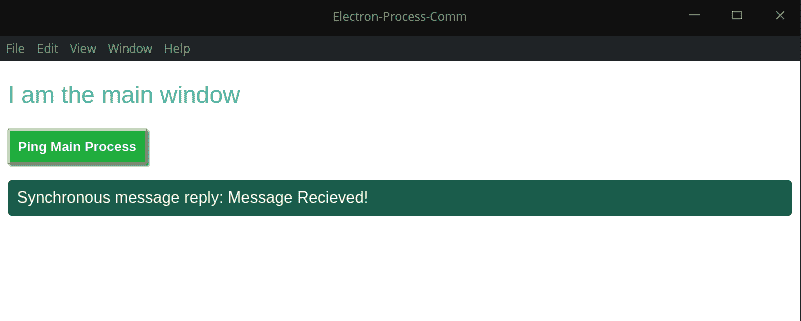 Electron-Process-Comm
File Edit View Window Help
I am the main window
Ping Main Process
Synchronous message reply: Message Recieved!